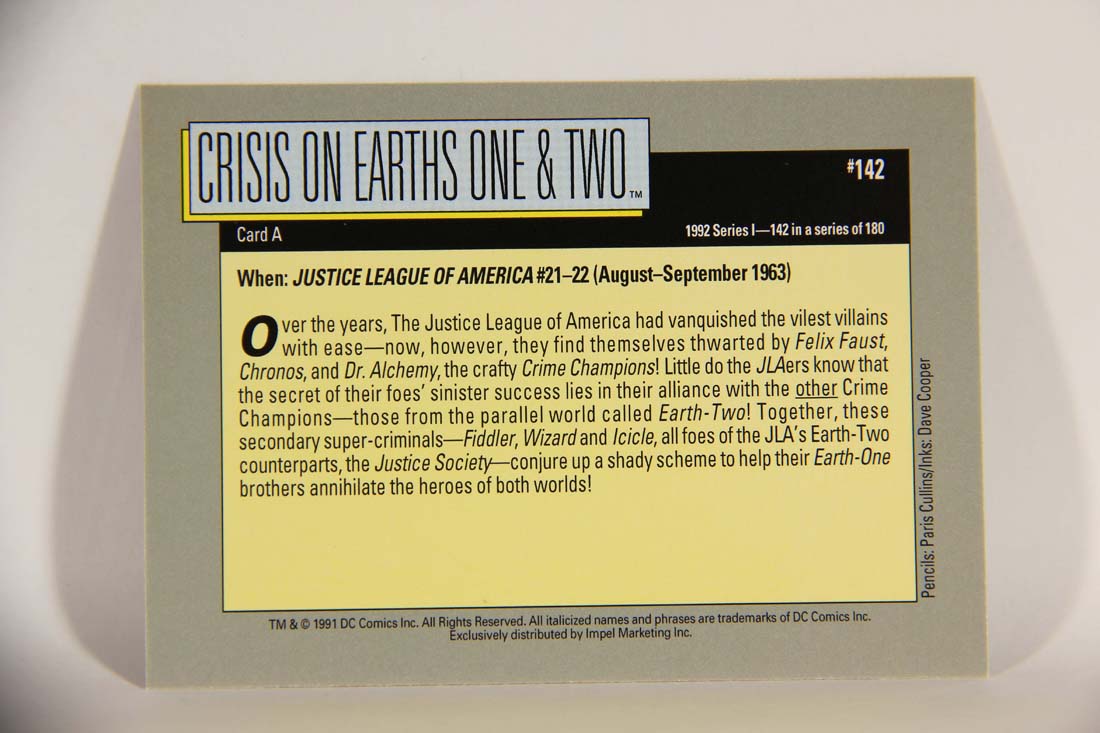 CRISIS ON EARTHS ONE & TWO™
#142
Card A
1992 Series I—142 in a series of 180
When: JUSTICE LEAGUE OF AMERICA #21–22 (August–September 1963)
Over the years, The Justice League of America had vanquished the vilest villains
with ease—now, however, they find themselves thwarted by Felix Faust,
Chronos, and Dr. Alchemy, the crafty Crime Champions! Little do the JLAers know that
the secret of their foes' sinister success lies in their alliance with the other Crime
Champions—those from the parallel world called Earth-Two! Together, these
secondary super-criminals—Fiddler, Wizard and Icicle, all foes of the JLA's Earth-Two
counterparts, the Justice Society—conjure up a shady scheme to help their Earth-One
brothers annihilate the heroes of both worlds!
Pencils: Paris Cullins/Inks: Dave Cooper
TM & © 1991 DC Comics Inc. All Rights Reserved. All italicized names and phrases are trademarks of DC Comics Inc.
Exclusively distributed by Impel Marketing Inc.